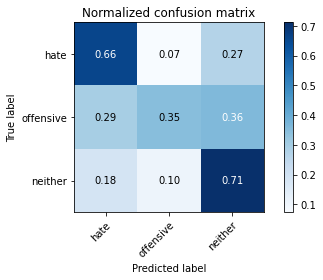 Normalized confusion matrix
True label
hate 0.66 0.07 0.27
offensive 0.29 0.35 0.36
neither 0.18 0.10 0.71
hate offensive neither
Predicted label
0.7
0.6
0.5
0.4
0.3
0.2
0.1